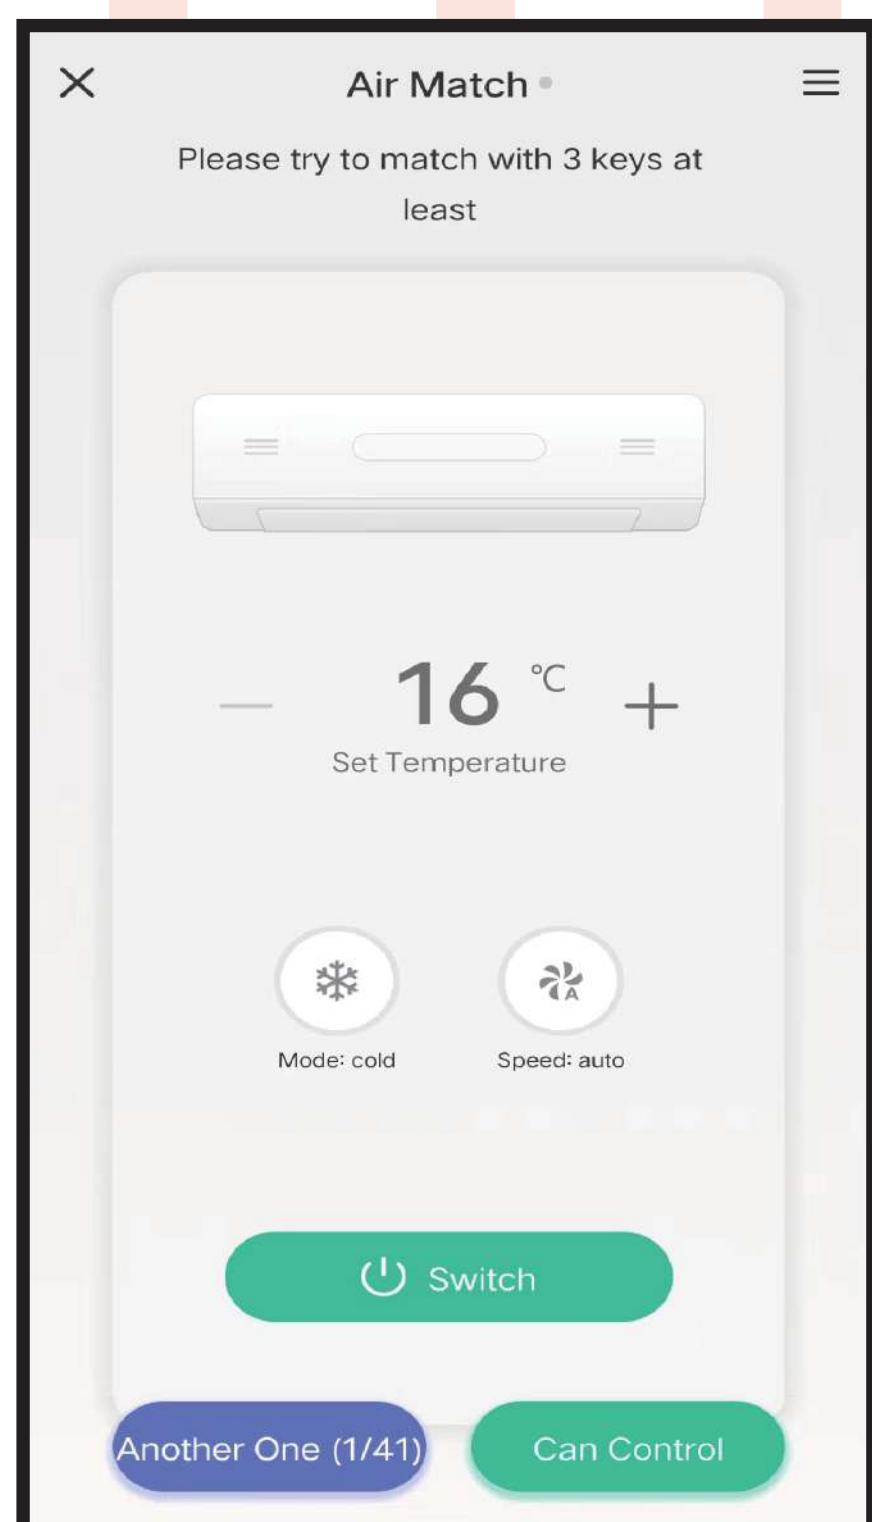 Air Match
Please try to match with 3 keys at
least
16 °C
Set Temperature
A
Mode: cold
Speed: auto
Switch
Another One (1/41)
Can Control